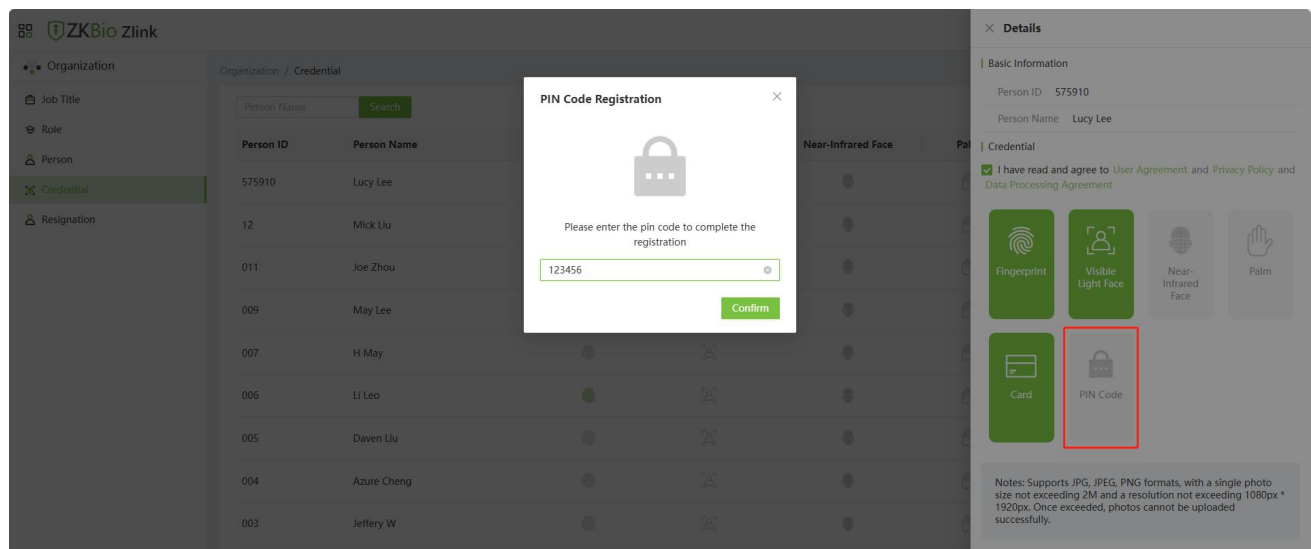 ZKBio Zlink
Organization
Job Title
Role
Person
Credential
Resignation
Organization / Credential
Person Name
Search
Person ID
Person Name
Near-Infrared Face
Pal
575910
Lucy Lee
12
Mick Liu
011
Joe Zhou
009
May Lee
007
H May
006
Li Leo
005
Daven Liu
004
Azure Cheng
003
Jeffery W
PIN Code Registration
Please enter the pin code to complete the
registration
123456
Confirm
Details
Basic Information
Person ID 575910
Person Name Lucy Lee
Credential
I have read and agree to User Agreement and Privacy Policy and
Data Processing Agreement
Fingerprint
Visible
Light Face
Near-
Infrared
Face
Palm
Card
PIN Code
Notes: Supports JPG, JPEG, PNG formats, with a single photo
size not exceeding 2M and a resolution not exceeding 1080px *
1920px. Once exceeded, photos cannot be uploaded
successfully.